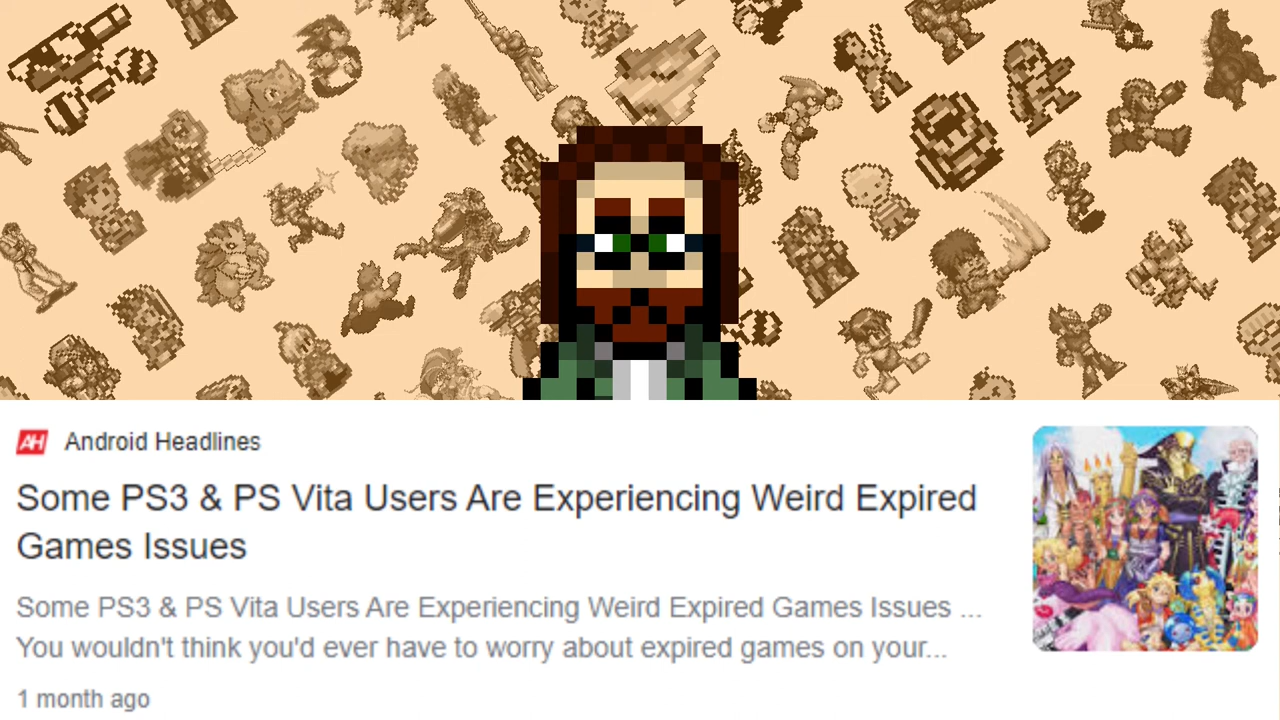 AH Android Headlines
Some PS3 & PS Vita Users Are Experiencing Weird Expired
Games Issues
Some PS3 & PS Vita Users Are Experiencing Weird Expired Games Issues ...
You wouldn't think you'd ever have to worry about expired games on your...
1 month ago